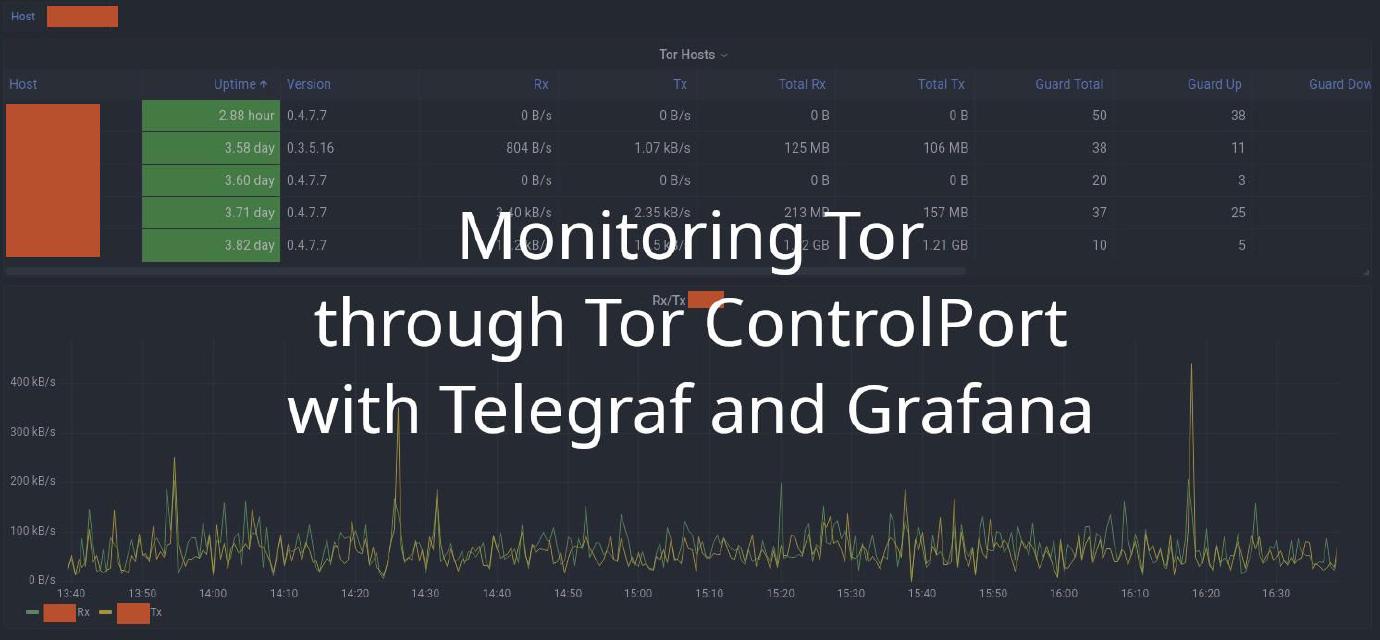 Host
Tor Hosts
Host Uptime Version Rx Tx Total Rx Total Tx Guard Total Guard Up Guard Dow
2.88 hour 0.4.7.7 0 B/s 0 B/s 0 B 0 B 50 38
3.58 day 0.3.5.16 804 B/s 1.07 kB/s 125 MB 106 MB 38 11
3.60 day 0.4.7.7 0 B/s 0 B/s 0 B 0 B 20 3
3.71 day 0.4.7.7 2.35 kB/s 213 MB 157 MB 37 25
3.82 day 0.4.7.7 1.21 GB 10 5
Monitoring Tor
Rx/Tx
through Tor ControlPort
with Telegraf and Grafana
400 kB/s
300 kB/s
200 kB/s
100 kB/s
0 B/s
13:40 13:50 14:00 14:10 14:20 14:30 14:40 14:50 15:00 15:10 15:20 15:30 15:40 15:50 16:00 16:10 16:20 16:30
Rx Tx